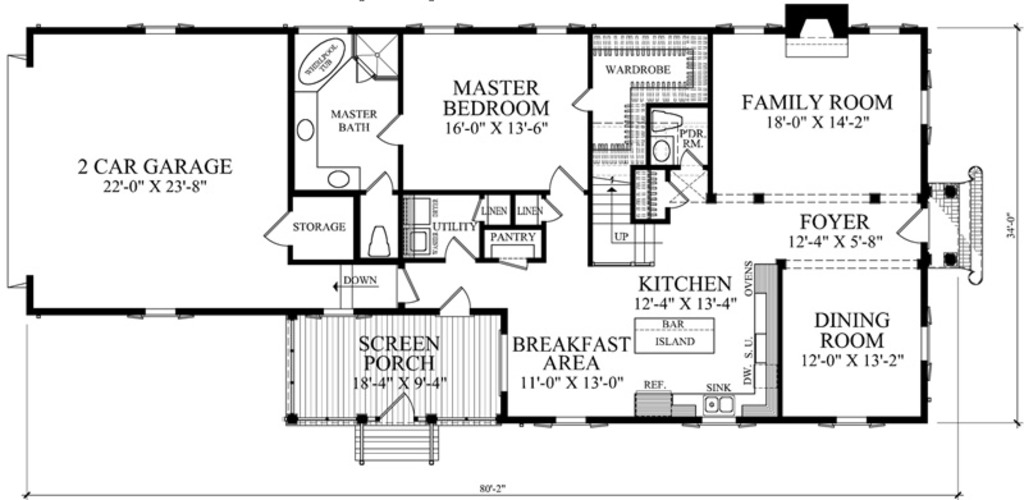 WHIRLPOOL
TUB
MASTER
BATH
MASTER
BEDROOM
16'-0" X 13'-6"
WARDROBE
FAMILY ROOM
18'-0" X 14'-2"
P'DR.
RM.
2 CAR GARAGE
22'-0" X 23'-8"
STORAGE
UTILITY
LINEN
LINEN
PANTRY
UP
FOYER
12'-4" X 5'-8"
34'-0"
DOWN
KITCHEN
12'-4" X 13'-4"
OVENS
BAR
ISLAND
DINING
ROOM
12'-0" X 13'-2"
SCREEN
PORCH
18'-4" X 9'-4"
BREAKFAST
AREA
11'-0" X 13'-0"
DW. S. U.
REF.
SINK
80'-2"